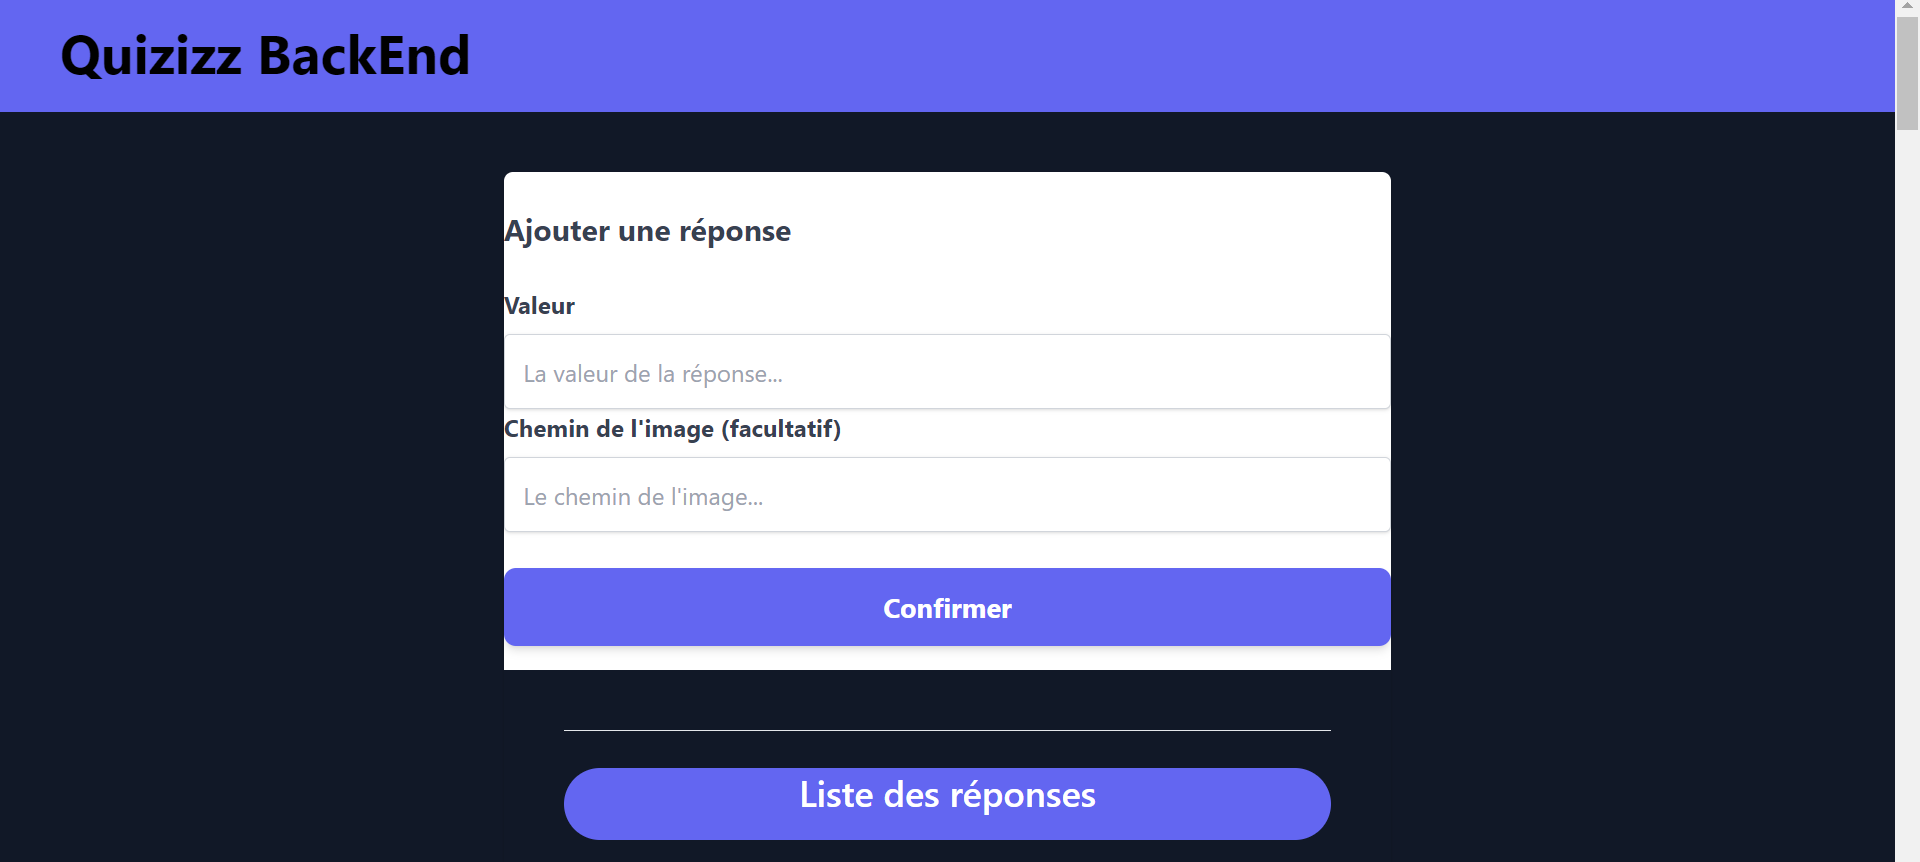 Quizizz BackEnd
Ajouter une réponse
Valeur
La valeur de la réponse...
Chemin de l'image (facultatif)
Le chemin de l'image...
Confirmer
Liste des réponses